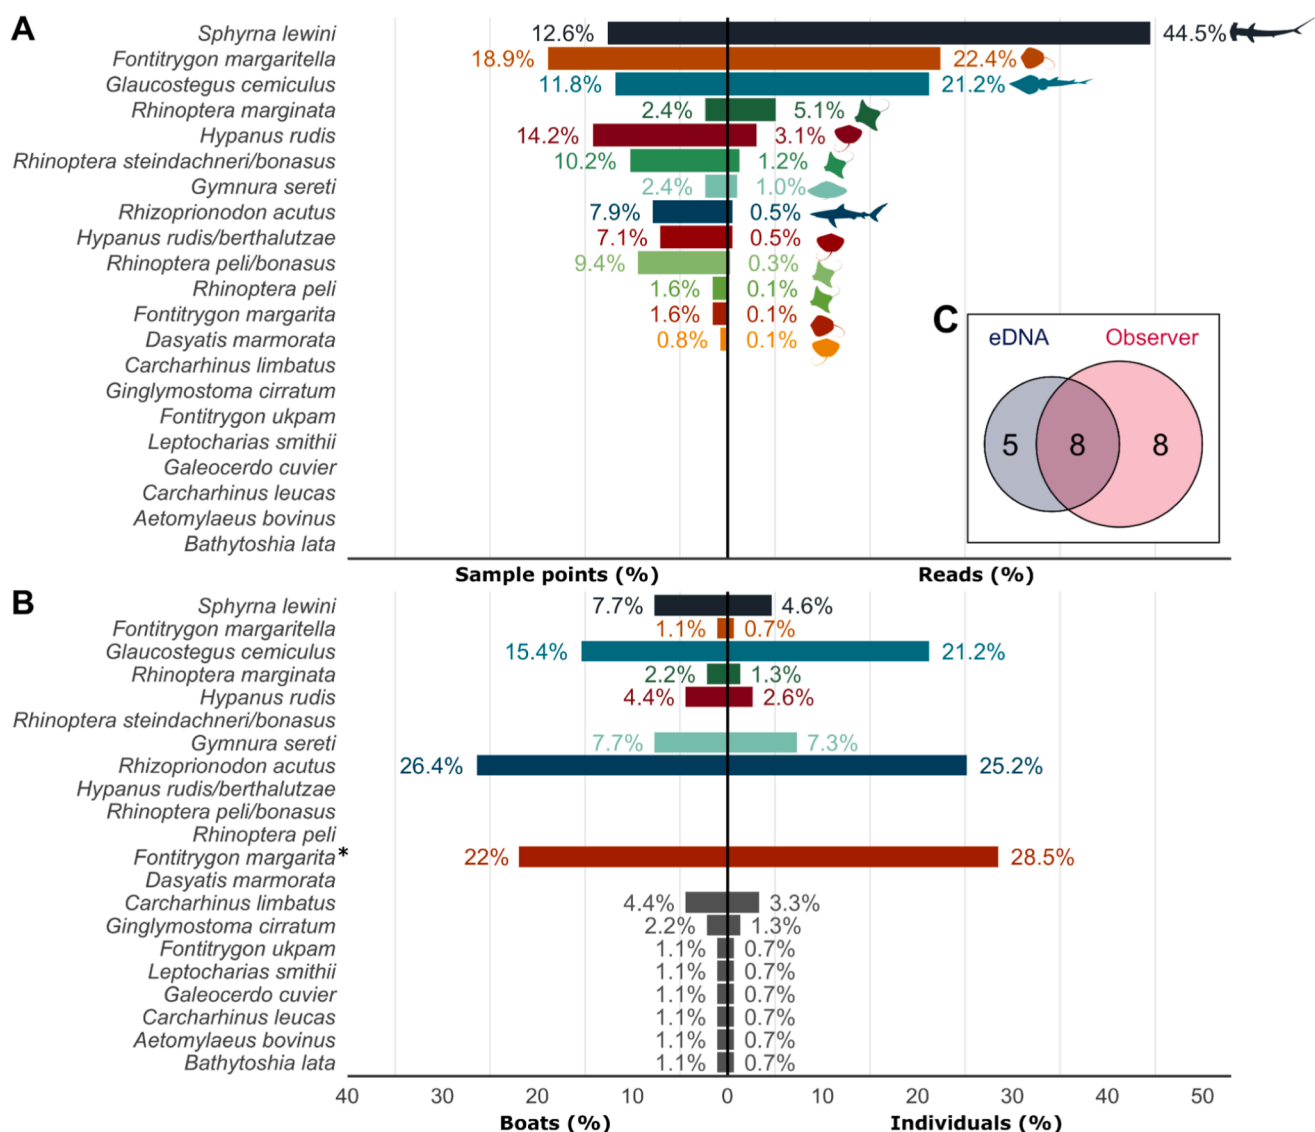 A
Sphyrna lewini 12.6% 44.5%
Fontitrygon margaritella 18.9% 22.4%
Glaucostegus cemiculus 11.8% 21.2%
Rhinoptera marginata 2.4% 5.1%
Hypanus rudis 14.2% 3.1%
Rhinoptera steindachneri/bonasus 10.2% 1.2%
Gymnura sereti 2.4% 1.0%
Rhizoprionodon acutus 7.9% 0.5%
Hypanus rudis/berthalutzae 7.1% 0.5%
Rhinoptera peli/bonasus 9.4% 0.3%
Rhinoptera peli 1.6% 0.1%
Fontitrygon margarita 1.6% 0.1%
Dasyatis marmorata 0.8% 0.1%
Carcharhinus limbatus
Ginglymostoma cirratum
Fontitrygon ukpam
Leptocharias smithii
Galeocerdo cuvier
Carcharhinus leucas
Aetomylaeus bovinus
Bathytoshia lata
Sample points (%) Reads (%)
C
eDNA Observer
5 8 8
B
Sphyrna lewini 7.7% 4.6%
Fontitrygon margaritella 1.1% 0.7%
Glaucostegus cemiculus 15.4% 21.2%
Rhinoptera marginata 2.2% 1.3%
Hypanus rudis 4.4% 2.6%
Rhinoptera steindachneri/bonasus
Gymnura sereti 7.7% 7.3%
Rhizoprionodon acutus 26.4% 25.2%
Hypanus rudis/berthalutzae
Rhinoptera peli/bonasus
Rhinoptera peli
Fontitrygon margarita* 22% 28.5%
Dasyatis marmorata
Carcharhinus limbatus 4.4% 3.3%
Ginglymostoma cirratum 2.2% 1.3%
Fontitrygon ukpam 1.1% 0.7%
Leptocharias smithii 1.1% 0.7%
Galeocerdo cuvier 1.1% 0.7%
Carcharhinus leucas 1.1% 0.7%
Aetomylaeus bovinus 1.1% 0.7%
Bathytoshia lata 1.1% 0.7%
40 30 20 10 0 10 20 30 40 50
Boats (%) Individuals (%)